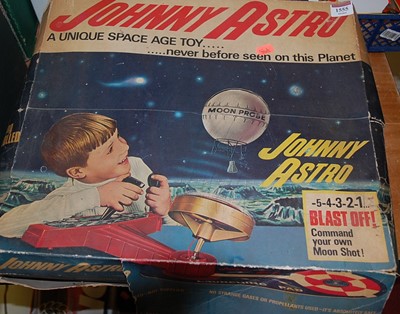 JOHNNY ASTRO
1555
A UNIQUE SPACE AGE TOY.....
.....never before seen on this Planet
MOON PROBE
JOHNNY
ASTRO
-5-4-3-2-1...
BLAST OFF!
Command
your own
Moon Shot!
JOHNNY ASTRO